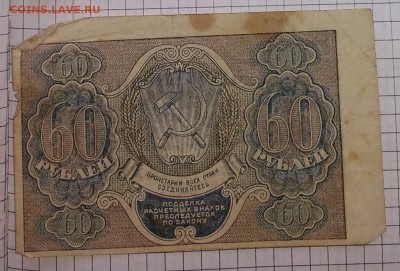 COINS.LAVE.RU
60 60
60 60
РУБЛЕЙ РУБЛЕЙ
ПРОЛЕТАРИИ ВСЕХ СТРАН
СОЕДИНЯЙТЕСЬ
ПОДДЕЛКА
РАСЧЕТНЫХ ЗНАКОВ
ПРЕСЛЕДУЕТСЯ
ПО ЗАКОНУ
60 60